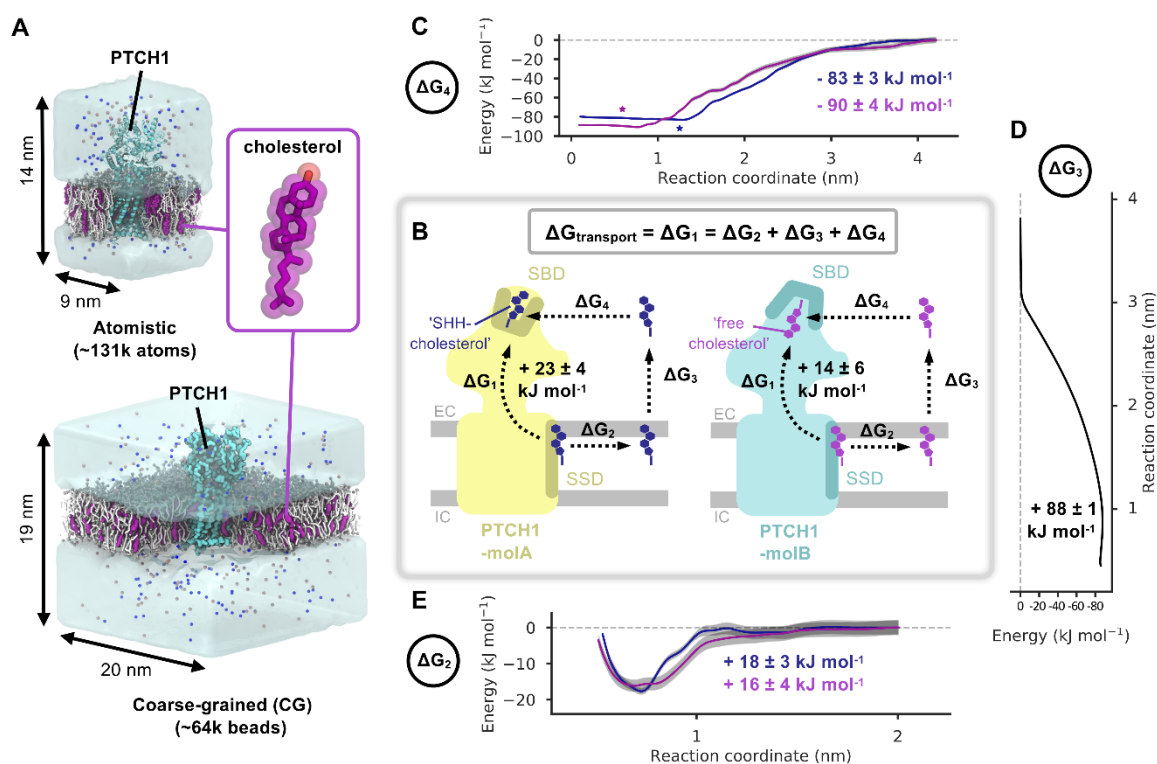 A
PTCH1
14 nm
9 nm
Atomistic
(~131k atoms)
cholesterol
PTCH1
19 nm
20 nm
Coarse-grained (CG)
(~64k beads)
C
ΔG₄
Energy (kJ mol⁻¹)
0
-20
-40
-60
-80
-100
- 83 ± 3 kJ mol⁻¹
- 90 ± 4 kJ mol⁻¹
0 1 2 3 4
Reaction coordinate (nm)
B
ΔGtransport = ΔG₁ = ΔG₂ + ΔG₃ + ΔG₄
SBD
ΔG₄
'SHH-
cholesterol'
+ 23 ± 4
kJ mol⁻¹
ΔG₁
ΔG₃
EC
ΔG₂
SSD
IC
PTCH1
-molA
SBD
ΔG₄
'free
cholesterol'
+ 14 ± 6
kJ mol⁻¹
ΔG₁
ΔG₃
EC
ΔG₂
SSD
IC
PTCH1
-molB
D
ΔG₃
4
3
2
1
Reaction coordinate (nm)
+ 88 ± 1
kJ mol⁻¹
0 -20 -40 -60 -80
Energy (kJ mol⁻¹)
E
ΔG₂
Energy (kJ mol⁻¹)
0
-10
-20
+ 18 ± 3 kJ mol⁻¹
+ 16 ± 4 kJ mol⁻¹
1 2
Reaction coordinate (nm)